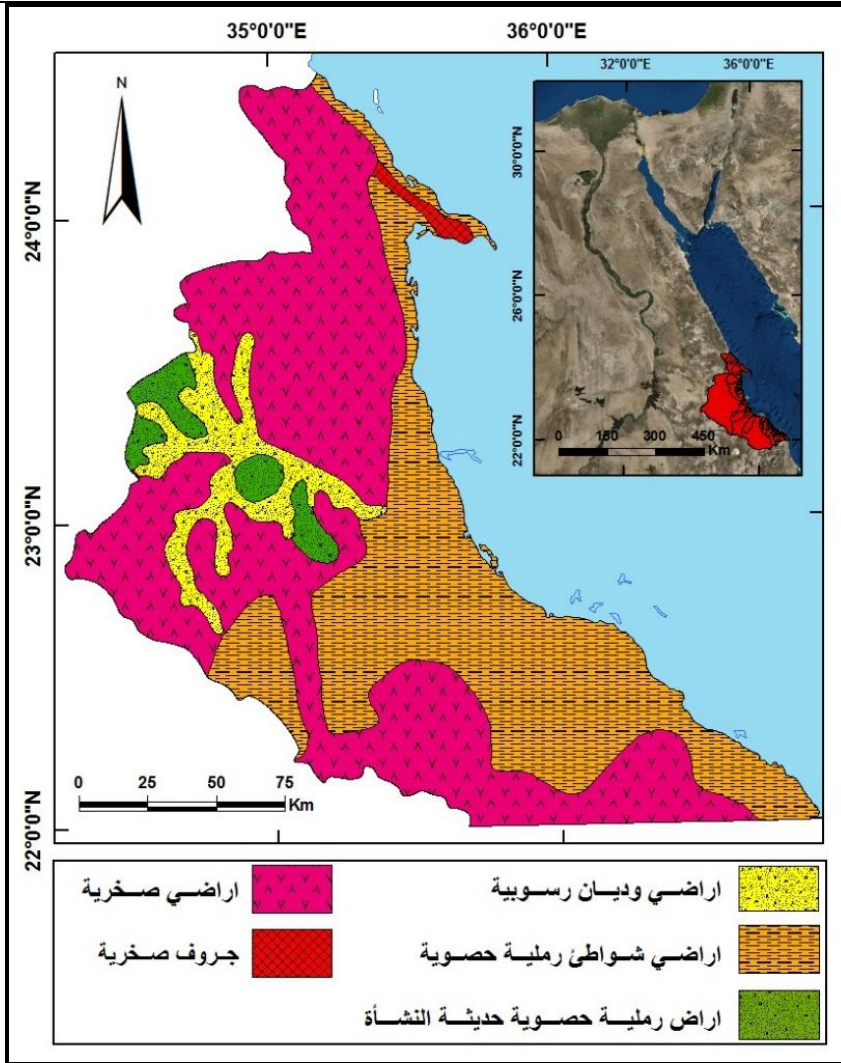 35°0'0"E 36°0'0"E
N
24°0'0"N
23°0'0"N
22°0'0"N
32°0'0"E 36°0'0"E
30°0'0"N
26°0'0"N
22°0'0"N
0 150 300 450
Km
0 25 50 75
Km
اراضي وديان رسوبية
اراضي صخرية
اراضي شواطئ رملية حصوية
جروف صخرية
اراض رملية حصوية حديثة النشأة